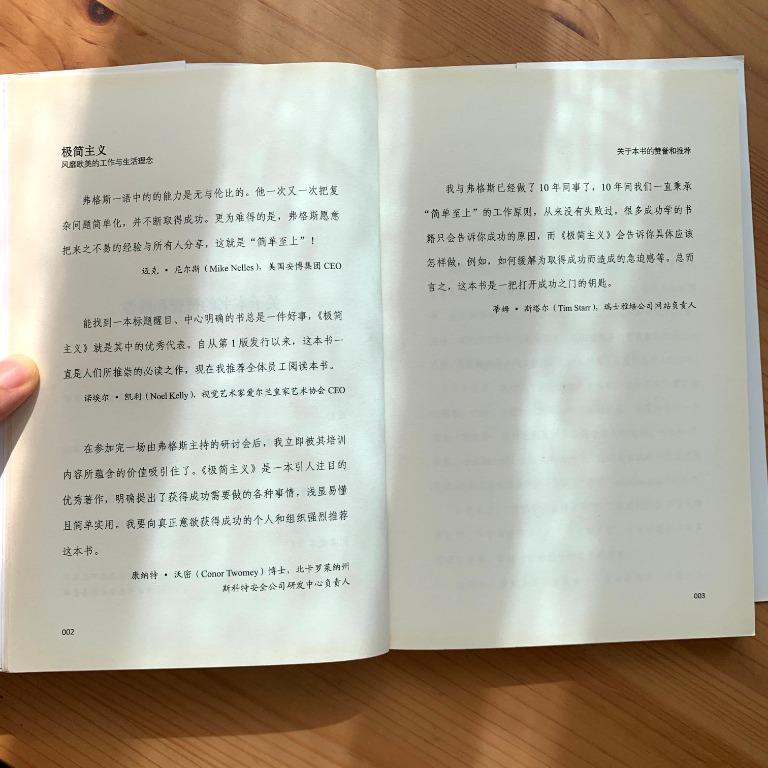 极简主义
风靡欧美的工作与生活理念
弗格斯一语中的的能力是无与伦比的。他一次又一次把复
杂问题简单化，并不断取得成功。更为难得的是，弗格斯愿意
把来之不易的经验与所有人分享，这就是“简单至上”！
迈克·尼尔斯（Mike Nelles），美国安博集团 CEO
能找到一本标题醒目、中心明确的书总是一件好事，《极简
主义》就是其中的优秀代表。自从第 1 版发行以来，这本书一
直是人们所推崇的必读之作，现在我推荐全体员工阅读本书。
诺埃尔·凯利（Noel Kelly），视觉艺术家爱尔兰皇家艺术协会 CEO
在参加完一场由弗格斯主持的研讨会后，我立即被其培训
内容所蕴含的价值吸引住了。《极简主义》是一本引人注目的
优秀著作，明确提出了获得成功需要做的各种事情，浅显易懂
且简单实用。我要向真正意欲获得成功的个人和组织强烈推荐
这本书。
康纳特·沃密（Conor Twomey）博士，北卡罗莱纳州
斯科特安全公司研发中心负责人
002
关于本书的赞誉和推荐
我与弗格斯已经做了 10 年同事了，10 年间我们一直秉承
“简单至上”的工作原则，从来没有失败过，很多成功学的书
籍只会告诉你成功的原因，而《极简主义》会告诉你具体应该
怎样做，例如，如何缓解为取得成功而造成的急迫感等。总而
言之，这本书是一把打开成功之门的钥匙。
蒂姆·斯塔尔（Tim Starr），瑞士雅培公司网站负责人
003